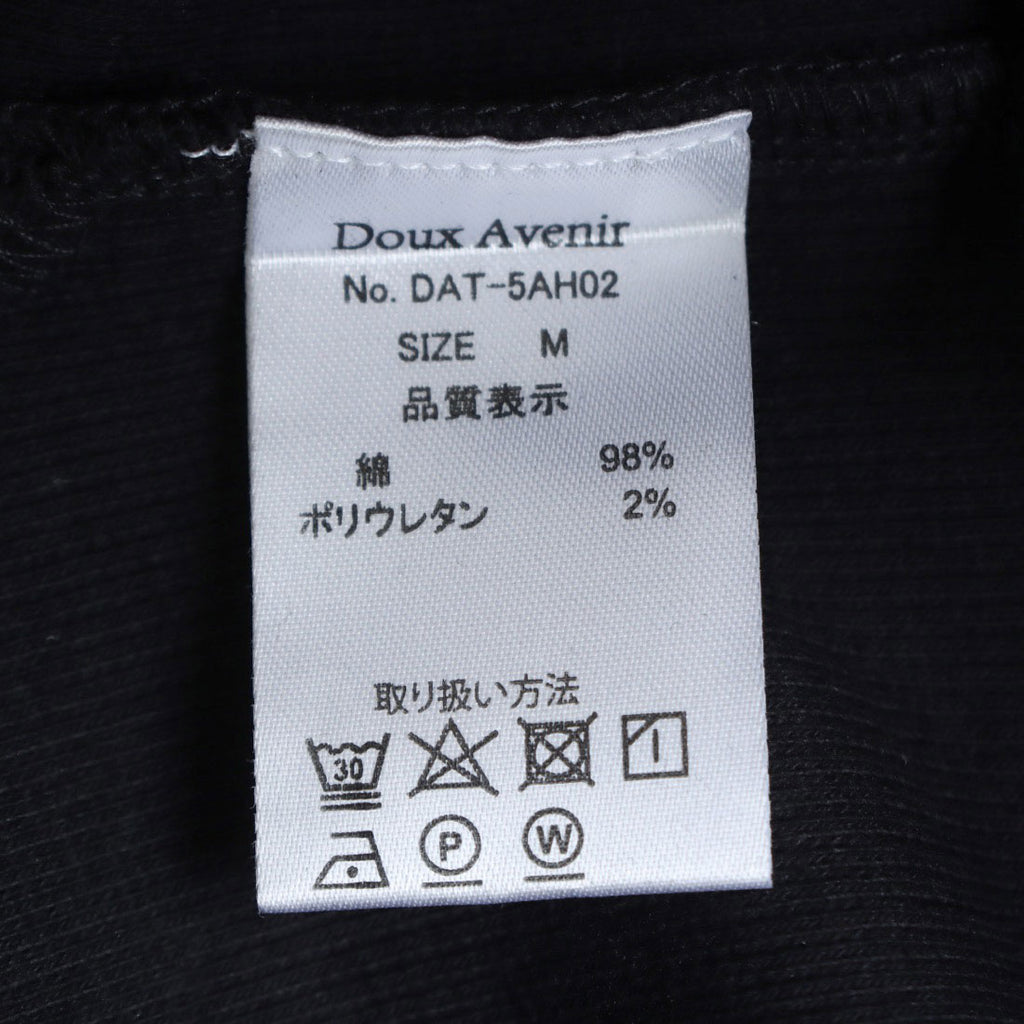 Doux Avenir
No. DAT-5AH02
SIZE M
品質表示
綿 98%
ポリウレタン 2%
取り扱い方法
30
P W